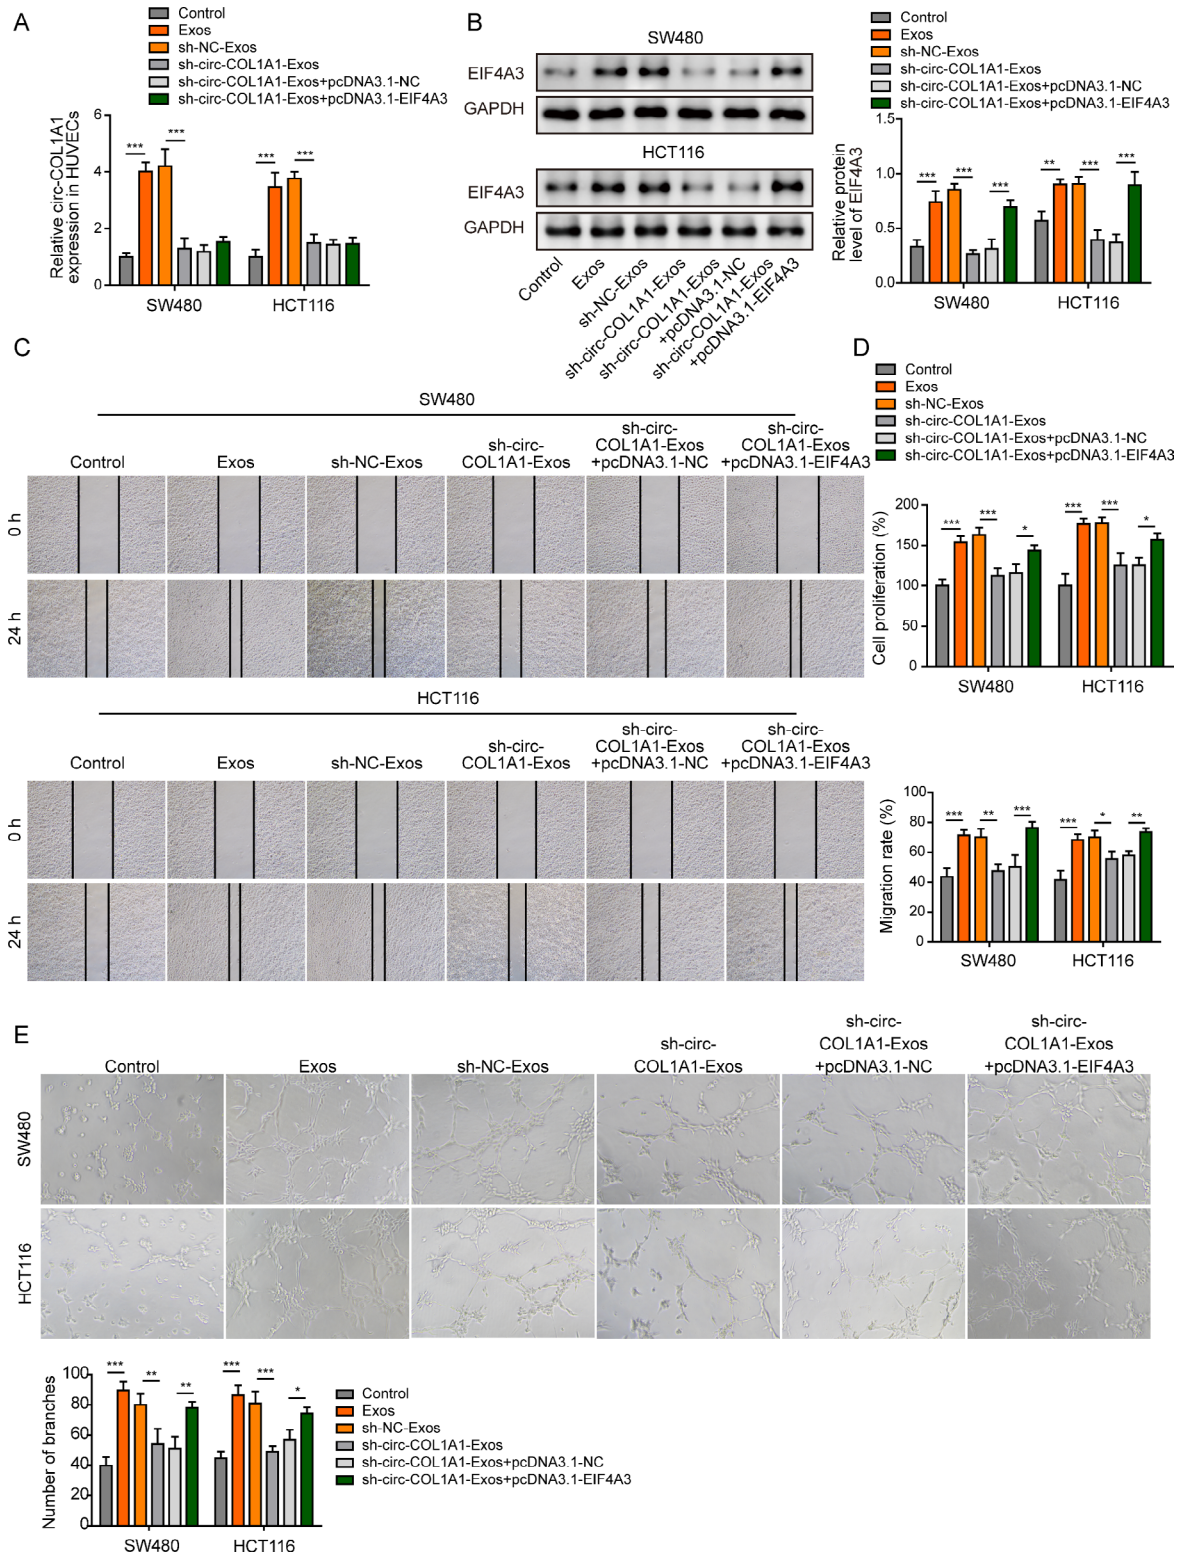 A
Control
Exos
sh-NC-Exos
sh-circ-COL1A1-Exos
sh-circ-COL1A1-Exos+pcDNA3.1-NC
sh-circ-COL1A1-Exos+pcDNA3.1-EIF4A3
Relative circ-COL1A1
expression in HUVECs
6
4
2
0
*** *** *** ***
SW480 HCT116
B
SW480
EIF4A3
GAPDH
HCT116
EIF4A3
GAPDH
Control
Exos
sh-NC-Exos
sh-circ-COL1A1-Exos
sh-circ-COL1A1-Exos
+pcDNA3.1-NC
sh-circ-COL1A1-Exos
+pcDNA3.1-EIF4A3
Control
Exos
sh-NC-Exos
sh-circ-COL1A1-Exos
sh-circ-COL1A1-Exos+pcDNA3.1-NC
sh-circ-COL1A1-Exos+pcDNA3.1-EIF4A3
Relative protein
level of EIF4A3
1.5
1.0
0.5
0.0
*** *** *** ** *** ***
SW480 HCT116
C
SW480
Control Exos sh-NC-Exos sh-circ-
COL1A1-Exos sh-circ-
COL1A1-Exos
+pcDNA3.1-NC sh-circ-
COL1A1-Exos
+pcDNA3.1-EIF4A3
0 h
24 h
HCT116
Control Exos sh-NC-Exos sh-circ-
COL1A1-Exos sh-circ-
COL1A1-Exos
+pcDNA3.1-NC sh-circ-
COL1A1-Exos
+pcDNA3.1-EIF4A3
0 h
24 h
D
Control
Exos
sh-NC-Exos
sh-circ-COL1A1-Exos
sh-circ-COL1A1-Exos+pcDNA3.1-NC
sh-circ-COL1A1-Exos+pcDNA3.1-EIF4A3
Cell proliferation (%)
200
150
100
50
0
*** *** * *** *** *
SW480 HCT116
Migration rate (%)
100
80
60
40
20
0
*** ** *** *** * **
SW480 HCT116
E
Control Exos sh-NC-Exos sh-circ-
COL1A1-Exos sh-circ-
COL1A1-Exos
+pcDNA3.1-NC sh-circ-
COL1A1-Exos
+pcDNA3.1-EIF4A3
SW480
HCT116
Number of branches
100
80
60
40
20
0
*** ** ** *** *** *
SW480 HCT116
Control
Exos
sh-NC-Exos
sh-circ-COL1A1-Exos
sh-circ-COL1A1-Exos+pcDNA3.1-NC
sh-circ-COL1A1-Exos+pcDNA3.1-EIF4A3